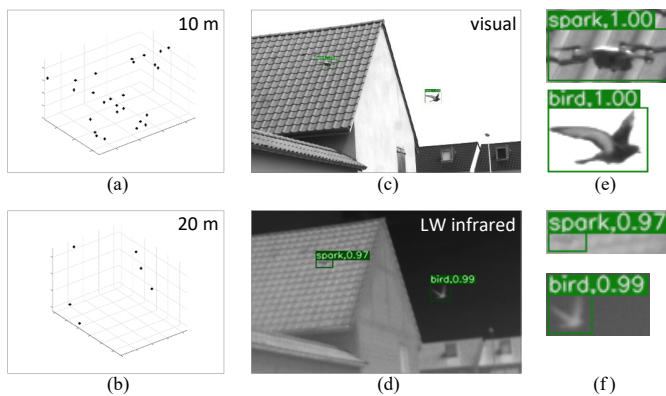 10 m
visual
spark,1.00
bird,1.00
(a)
(c)
(e)
20 m
LW infrared
spark,0.97
bird,0.99
spark,0.97
bird,0.99
(b)
(d)
(f)